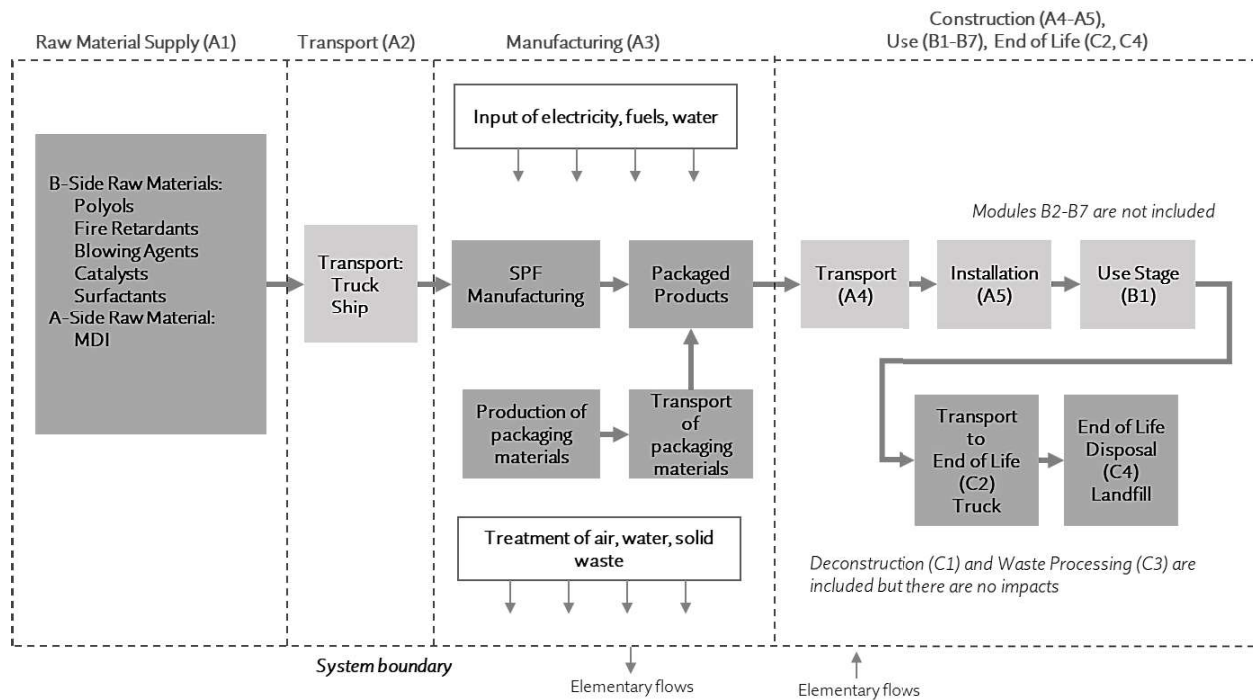 Construction (A4-A5),
Use (B1-B7), End of Life (C2, C4)
Raw Material Supply (A1)
Transport (A2)
Manufacturing (A3)
Input of electricity, fuels, water
B-Side Raw Materials:
Polyols
Fire Retardants
Blowing Agents
Catalysts
Surfactants
A-Side Raw Material:
MDI
Transport:
Truck
Ship
SPF
Manufacturing
Packaged
Products
Production of
packaging
materials
Transport
of
packaging
materials
Treatment of air, water, solid
waste
Modules B2-B7 are not included
Transport
(A4)
Installation
(A5)
Use Stage
(B1)
Transport
to
End of Life
(C2)
Truck
End of Life
Disposal
(C4)
Landfill
Deconstruction (C1) and Waste Processing (C3) are
included but there are no impacts
System boundary
Elementary flows
Elementary flows